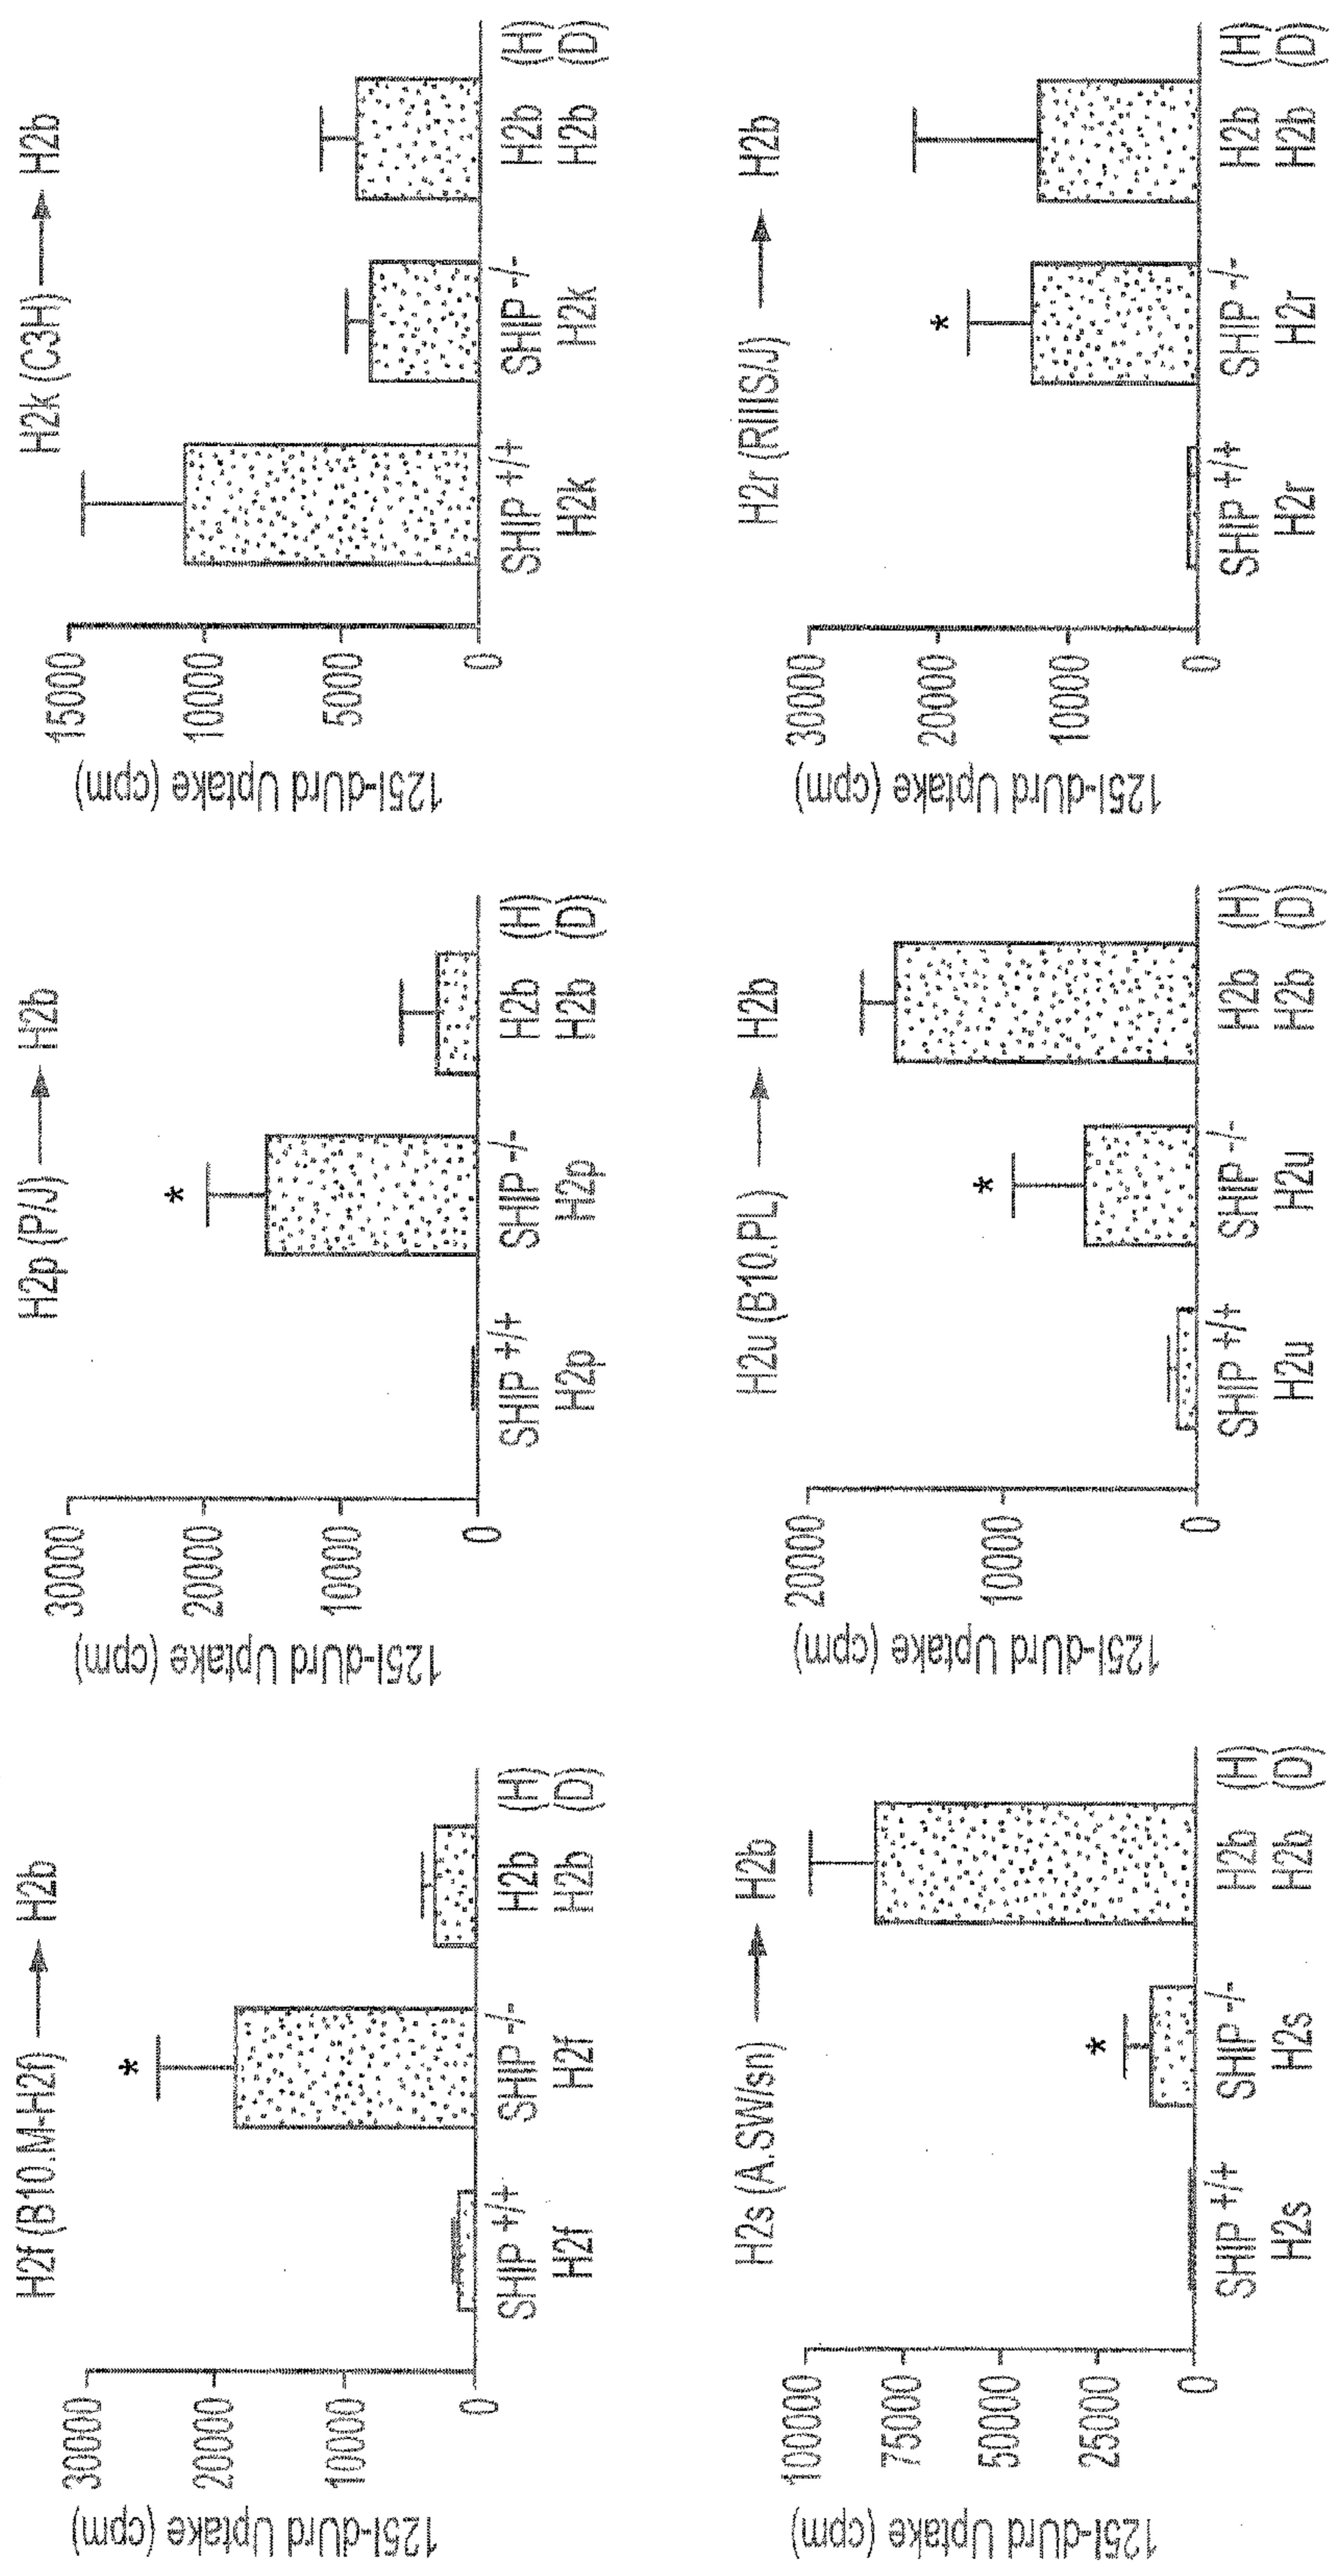 H2f (B10.M-H2f) → H2b
125I-dUrd Uptake (cpm)
30000
20000
10000
0
SHIP +/+ SHIP -/- H2b (H)
H2f H2f H2b (D)
*
H2p (P/J) → H2b
125I-dUrd Uptake (cpm)
30000
20000
10000
0
SHIP +/+ SHIP -/- H2b (H)
H2p H2p H2b (D)
*
H2k (C3H) → H2b
125I-dUrd Uptake (cpm)
15000
10000
5000
0
SHIP +/+ SHIP -/- H2b (H)
H2k H2k H2b (D)
H2s (A.SW/sn) → H2b
125I-dUrd Uptake (cpm)
100000
75000
50000
25000
0
SHIP +/+ SHIP -/- H2b (H)
H2s H2s H2b (D)
*
H2u (B10.PL) → H2b
125I-dUrd Uptake (cpm)
20000
10000
0
SHIP +/+ SHIP -/- H2b (H)
H2u H2u H2b (D)
*
H2r (RIIIS/J) → H2b
125I-dUrd Uptake (cpm)
30000
20000
10000
0
SHIP +/+ SHIP -/- H2b (H)
H2r H2r H2b (D)
*